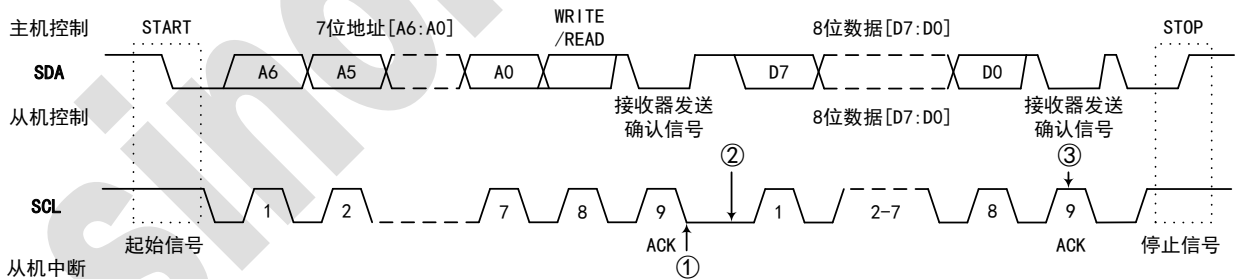 主机控制 START 7位地址[A6:A0] WRITE /READ 8位数据[D7:D0] STOP
SDA A6 A5 A0 D7 D0
从机控制 接收器发送 确认信号 8位数据[D7:D0] 接收器发送 确认信号
② ③
SCL 1 2 7 8 9 1 2-7 8 9
起始信号 ACK ① ACK 停止信号
从机中断